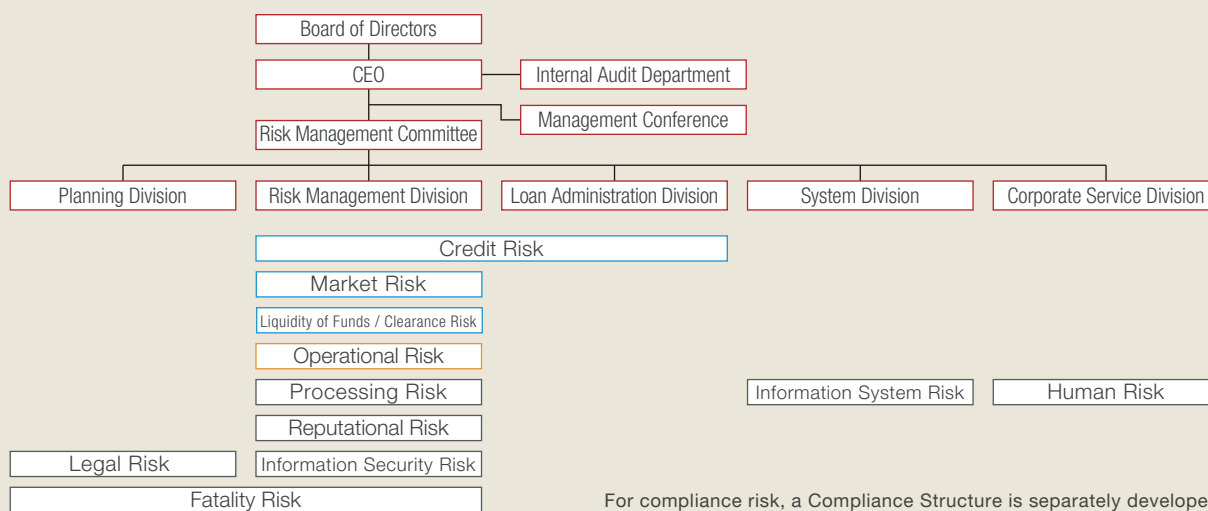 Board of Directors
CEO
Internal Audit Department
Management Conference
Risk Management Committee
Planning Division
Risk Management Division
Loan Administration Division
System Division
Corporate Service Division
Credit Risk
Market Risk
Liquidity of Funds / Clearance Risk
Operational Risk
Processing Risk
Information System Risk
Human Risk
Reputational Risk
Legal Risk
Information Security Risk
Fatality Risk
For compliance risk, a Compliance Structure is separately develope